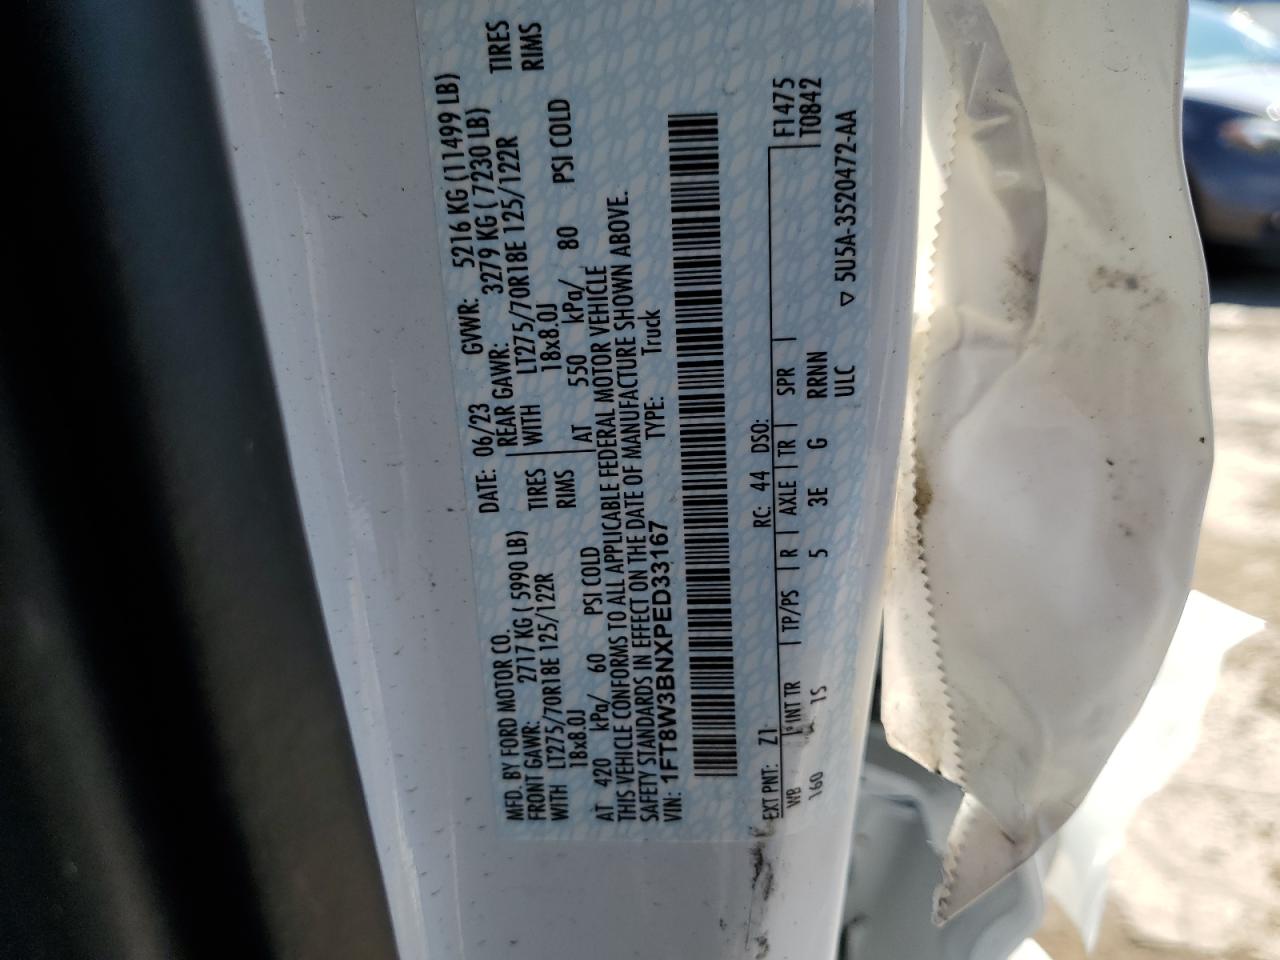 MFD. BY FORD MOTOR CO.
DATE: 06/23 GVWR: 5216 KG (11499 LB)
FRONT GAWR: 2717 KG ( 5990 LB) REAR GAWR: 3279 KG ( 7230 LB)
WITH LT275/70R18E 125/122R TIRES WITH LT275/70R18E 125/122R TIRES
18x8.0J RIMS 18x8.0J RIMS
AT 420 kPa/ 60 PSI COLD AT 550 kPa/ 80 PSI COLD
THIS VEHICLE CONFORMS TO ALL APPLICABLE FEDERAL MOTOR VEHICLE
SAFETY STANDARDS IN EFFECT ON THE DATE OF MANUFACTURE SHOWN ABOVE.
VIN: 1FT8W3BNXPED33167 TYPE: Truck
EXT PNT: Z1 RC: 44 DSO: F1475
WB INT TR TP/PS R AXLE TR SPR T0842
160 1S 5 3E G RRNN
ULC
▽ 5U5A-3520472-AA